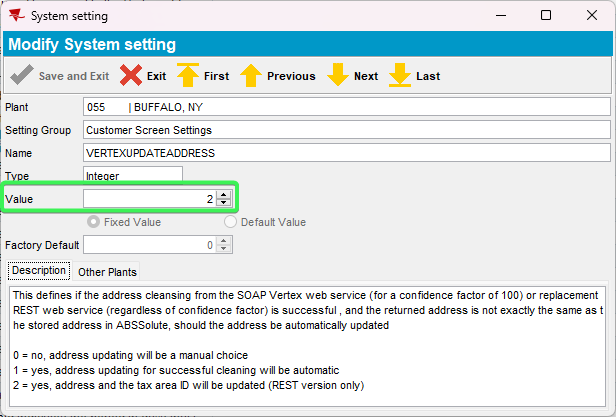 System setting
Modify System setting
Save and Exit Exit First Previous Next Last
Plant 055 | BUFFALO, NY
Setting Group Customer Screen Settings
Name VERTEXUPDATEADDRESS
Type Integer
Value 2
Fixed Value Default Value
Factory Default 0
Description Other Plants
This defines if the address cleansing from the SOAP Vertex web service (for a confidence factor of 100) or replacement
REST web service (regardless of confidence factor) is successful , and the returned address is not exactly the same as t
he stored address in ABSSolute, should the address be automatically updated
0 = no, address updating will be a manual choice
1 = yes, address updating for successful cleaning will be automatic
2 = yes, address and the tax area ID will be updated (REST version only)